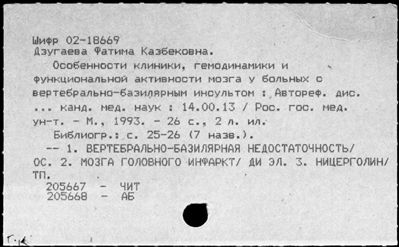 Шифр 02-18669
Дзугаева Фатима Казбековна.
Особенности клиники, гемодинамики и
функциональной активности мозга у больных с
вертебрально-базилярным инсультом : Автореф. дис.
... канд. мед. наук : 14.00.13 / Рос. гос. мед.
ун-т. - М., 1993. - 26 с., 2 л. ил.
Библиогр.: с. 25-26 (7 назв.).
-- 1. ВЕРТЕБРАЛЬНО-БАЗИЛЯРНАЯ НЕДОСТАТОЧНОСТЬ/
ОС. 2. МОЗГА ГОЛОВНОГО ИНФАРКТ/ ДИ ЭЛ. 3. НИЦЕРГОЛИН/
ТП.
205667 - ЧИТ
205668 - АБ